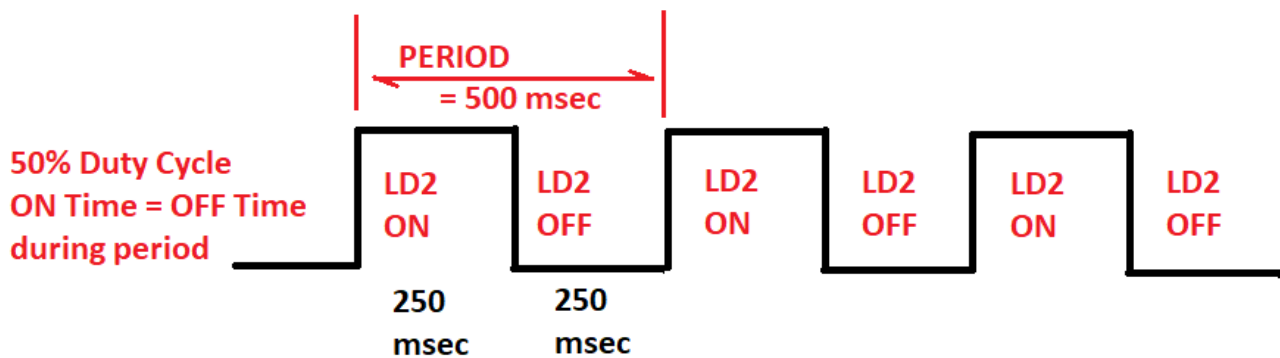 PERIOD
= 500 msec
50% Duty Cycle
ON Time = OFF Time
during period
LD2
ON
LD2
OFF
LD2
ON
LD2
OFF
LD2
ON
LD2
OFF
250
msec
250
msec